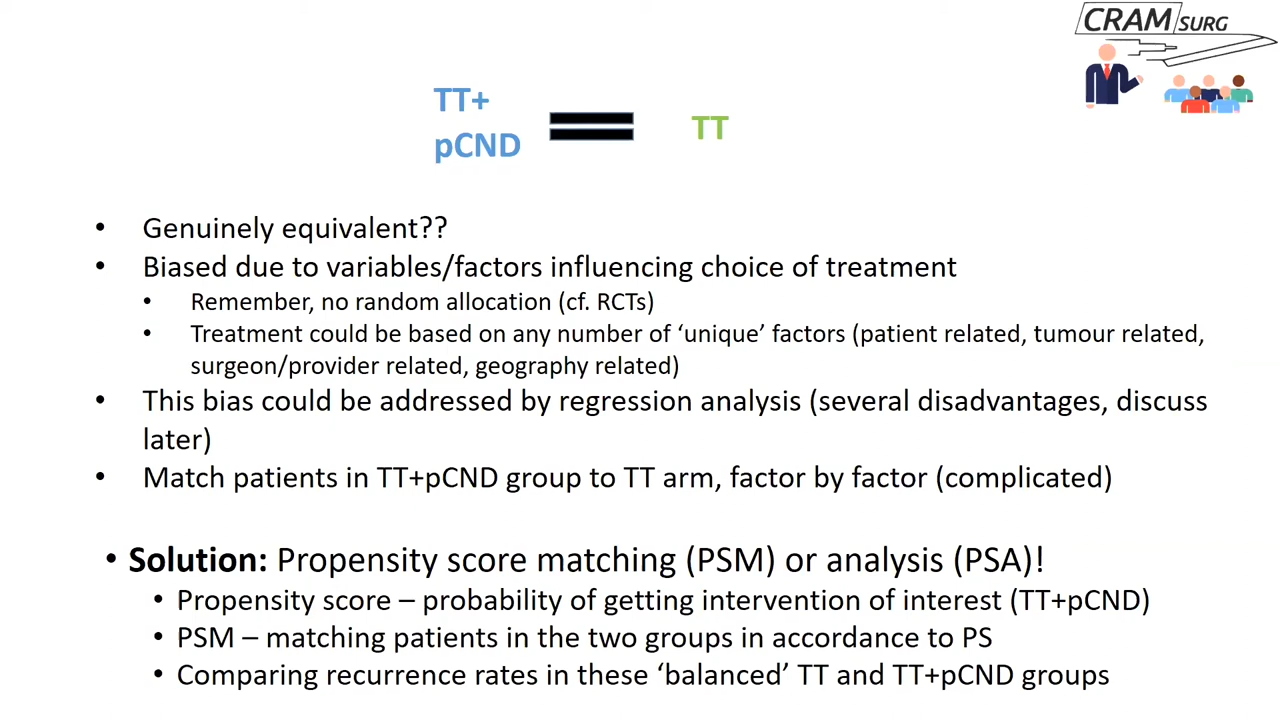 CRAM SURG
TT+
pCND
TT
• Genuinely equivalent??
• Biased due to variables/factors influencing choice of treatment
• Remember, no random allocation (cf. RCTs)
• Treatment could be based on any number of ‘unique’ factors (patient related, tumour related,
surgeon/provider related, geography related)
• This bias could be addressed by regression analysis (several disadvantages, discuss
later)
• Match patients in TT+pCND group to TT arm, factor by factor (complicated)
• Solution: Propensity score matching (PSM) or analysis (PSA)!
• Propensity score – probability of getting intervention of interest (TT+pCND)
• PSM – matching patients in the two groups in accordance to PS
• Comparing recurrence rates in these ‘balanced’ TT and TT+pCND groups